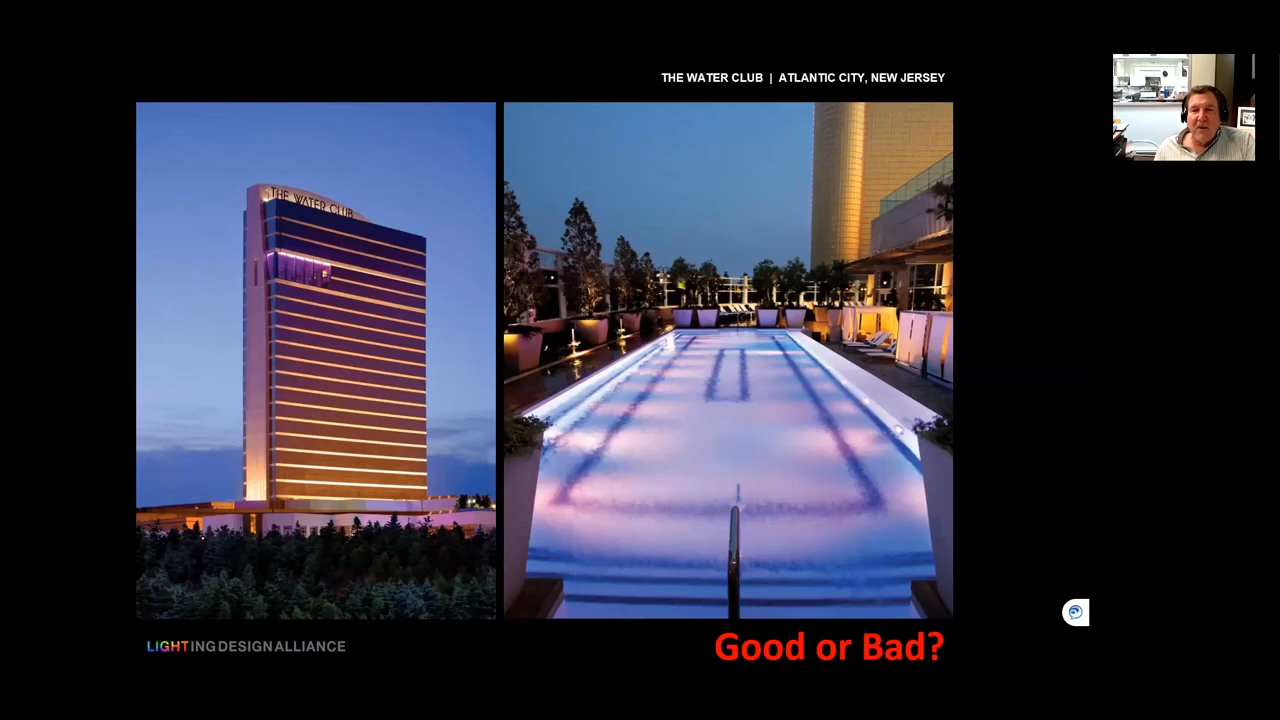 THE WATER CLUB | ATLANTIC CITY, NEW JERSEY
THE WATER CLUB
LIGHTING DESIGN ALLIANCE
Good or Bad?